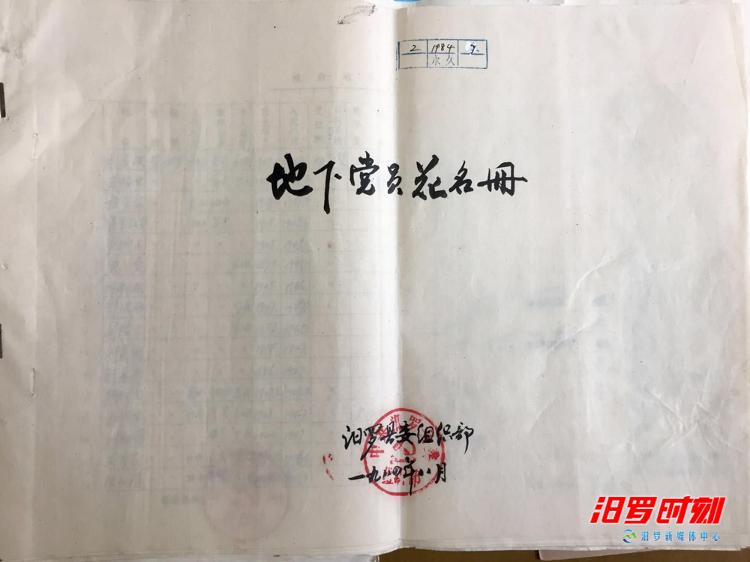 2 1984 9
永久
地下党员花名册
汨罗县委组织部
一九八四年八月
汨罗时刻
汨罗新媒体中心